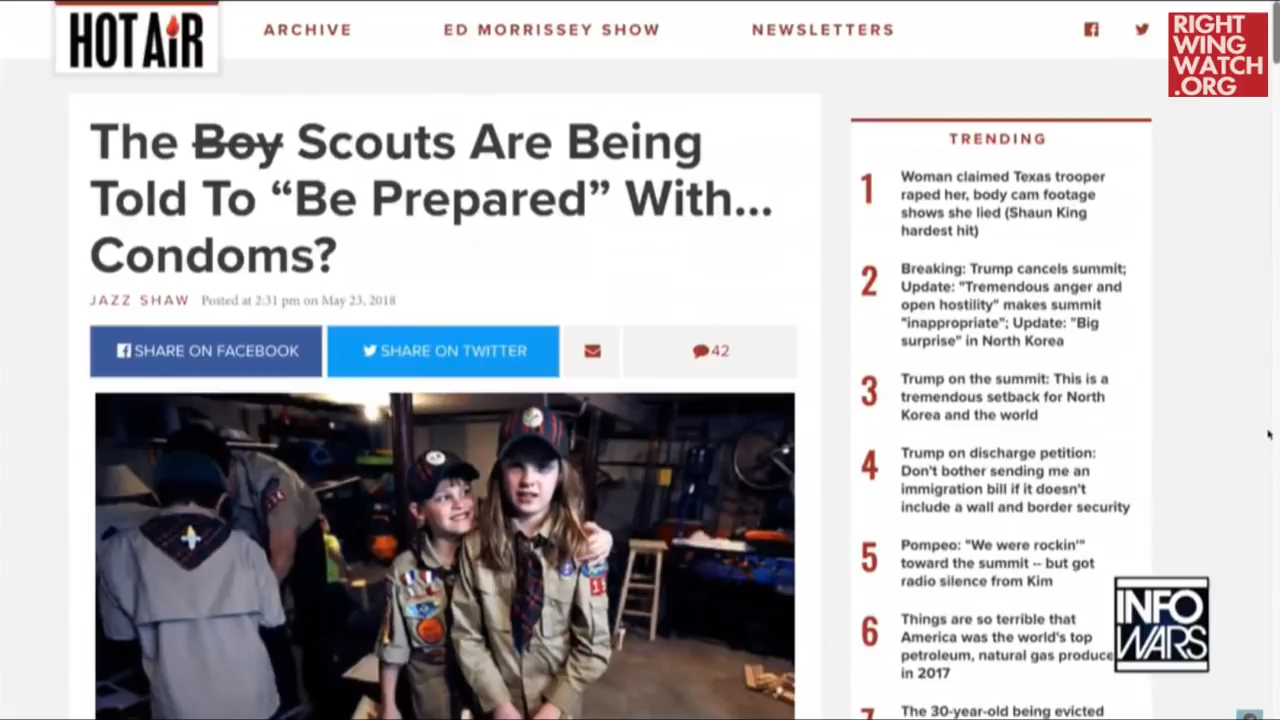 HOT AIR
ARCHIVE
ED MORRISSEY SHOW
NEWSLETTERS
RIGHT
WING
WATCH
.ORG
The Boy Scouts Are Being
Told To “Be Prepared” With...
Condoms?
JAZZ SHAW Posted at 2:31 pm on May 23, 2018
SHARE ON FACEBOOK
SHARE ON TWITTER
42
TRENDING
1
Woman claimed Texas trooper
raped her, body cam footage
shows she lied (Shaun King
hardest hit)
2
Breaking: Trump cancels summit;
Update: "Tremendous anger and
open hostility" makes summit
"inappropriate"; Update: "Big
surprise" in North Korea
3
Trump on the summit: This is a
tremendous setback for North
Korea and the world
4
Trump on discharge petition:
Don't bother sending me an
immigration bill if it doesn't
include a wall and border security
5
Pompeo: "We were rockin'"
toward the summit -- but got
radio silence from Kim
6
Things are so terrible that
America was the world's top
petroleum, natural gas produce
in 2017
The 30-year-old being evicted
INFO
WARS